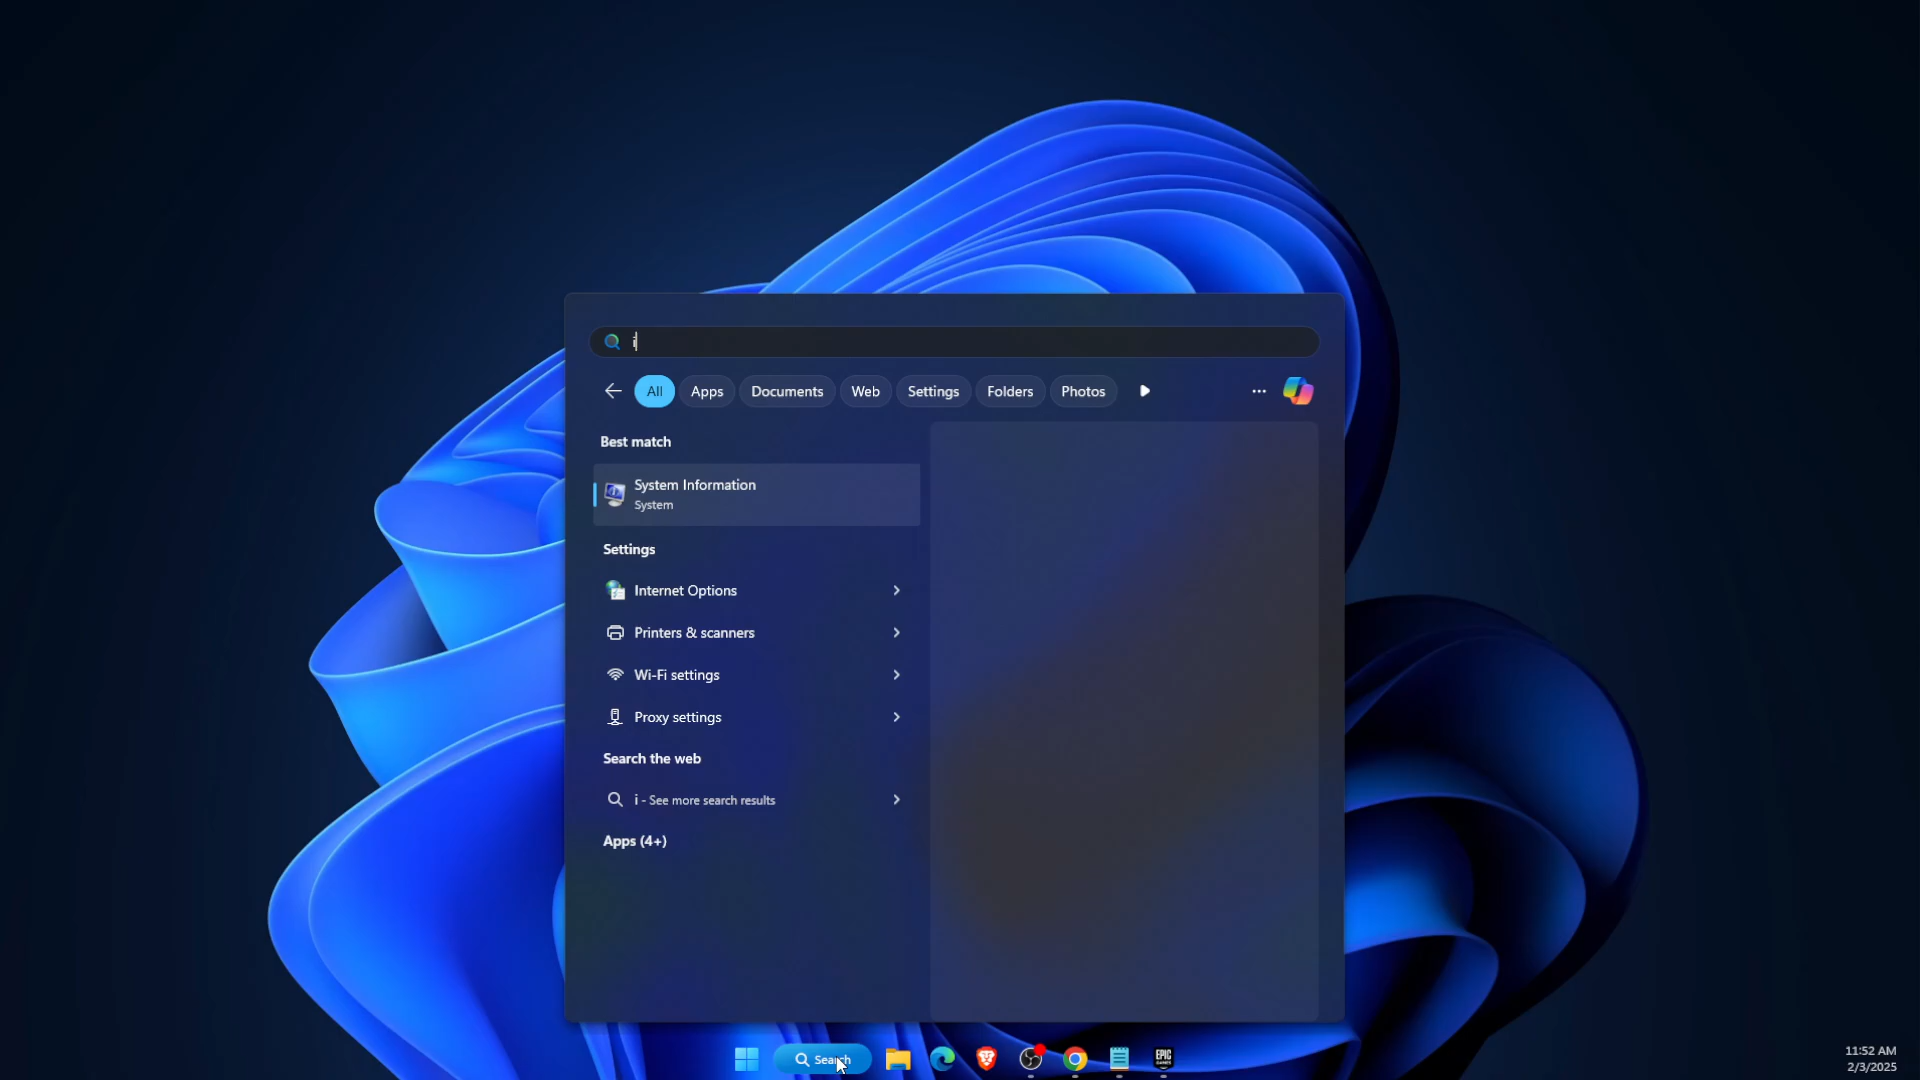 i
All Apps Documents Web Settings Folders Photos
Best match
System Information
System
Settings
Internet Options
Printers & scanners
Wi-Fi settings
Proxy settings
Search the web
i - See more search results
Apps (4+)
Search
EPIC
GAMES
11:52 AM
2/3/2025